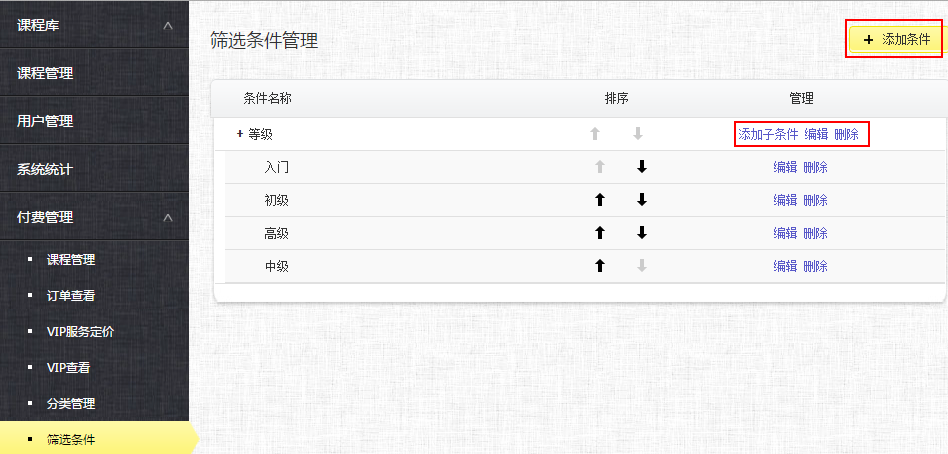 课程库
课程管理
用户管理
系统统计
付费管理
课程管理
订单查看
VIP服务定价
VIP查看
分类管理
筛选条件
筛选条件管理
+ 添加条件
条件名称 排序 管理
+ 等级 添加子条件 编辑 删除
入门 编辑 删除
初级 编辑 删除
高级 编辑 删除
中级 编辑 删除